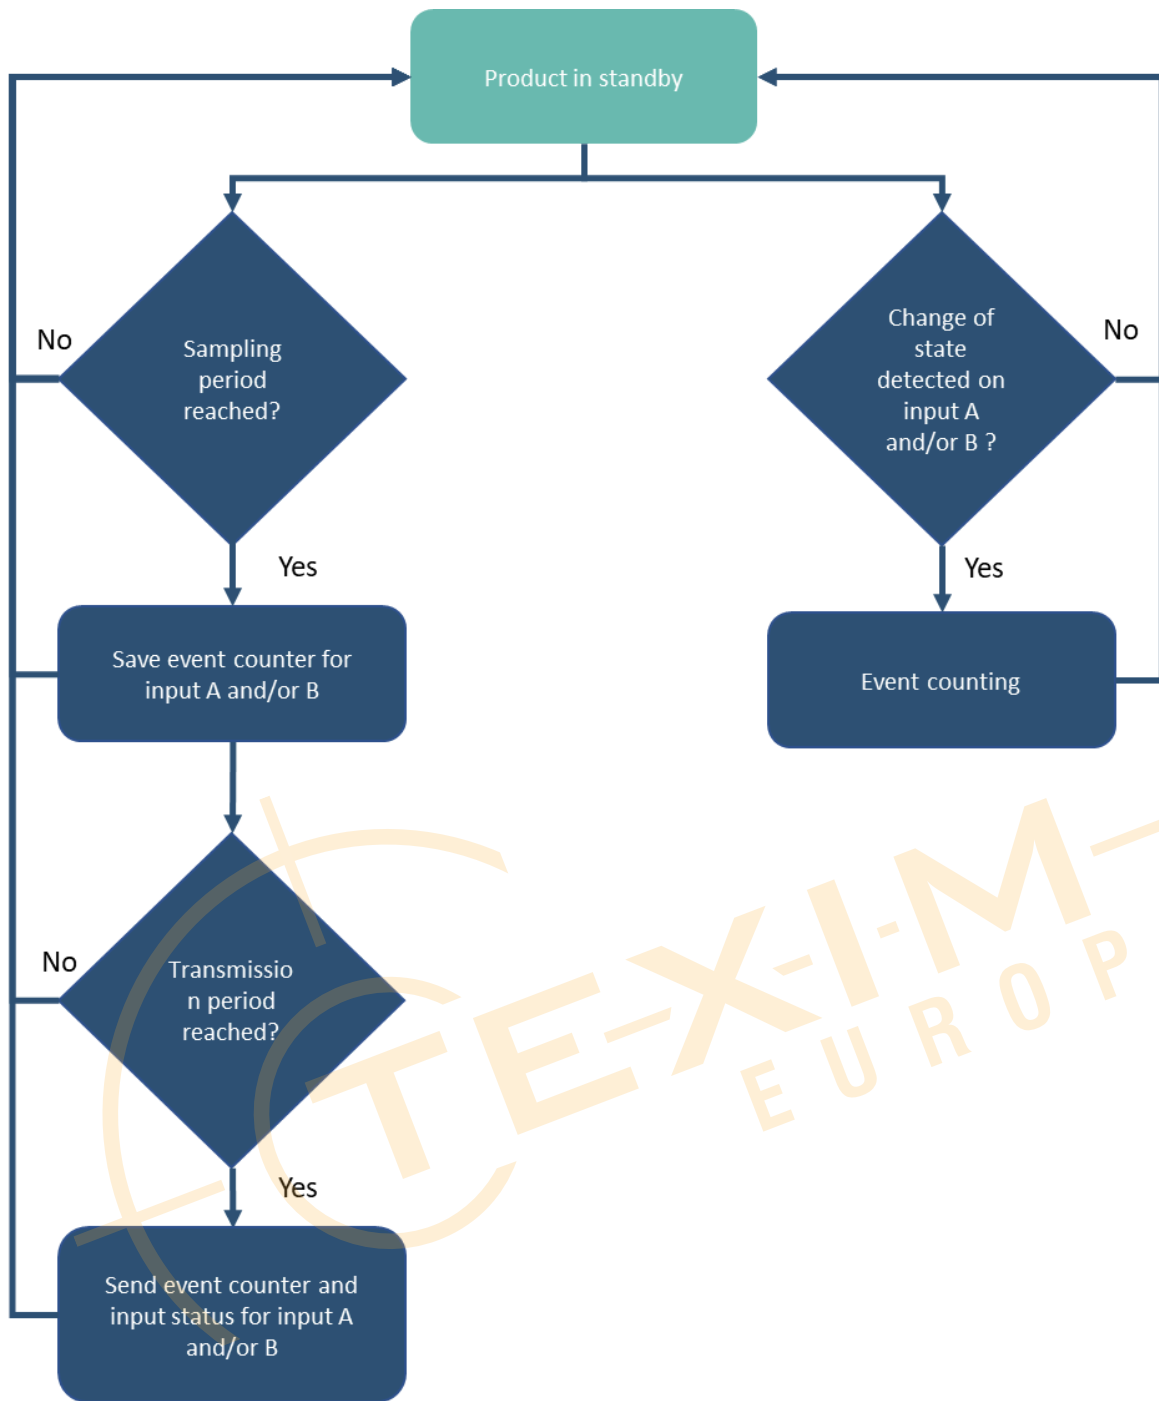 Product in standby
No
Sampling
period
reached?
Change of
state
detected on
input A
and/or B ?
No
Yes
Yes
Save event counter for
input A and/or B
Event counting
No
Transmissio
n period
reached?
Yes
Send event counter and
input status for input A
and/or B
TEXIM
EUROP